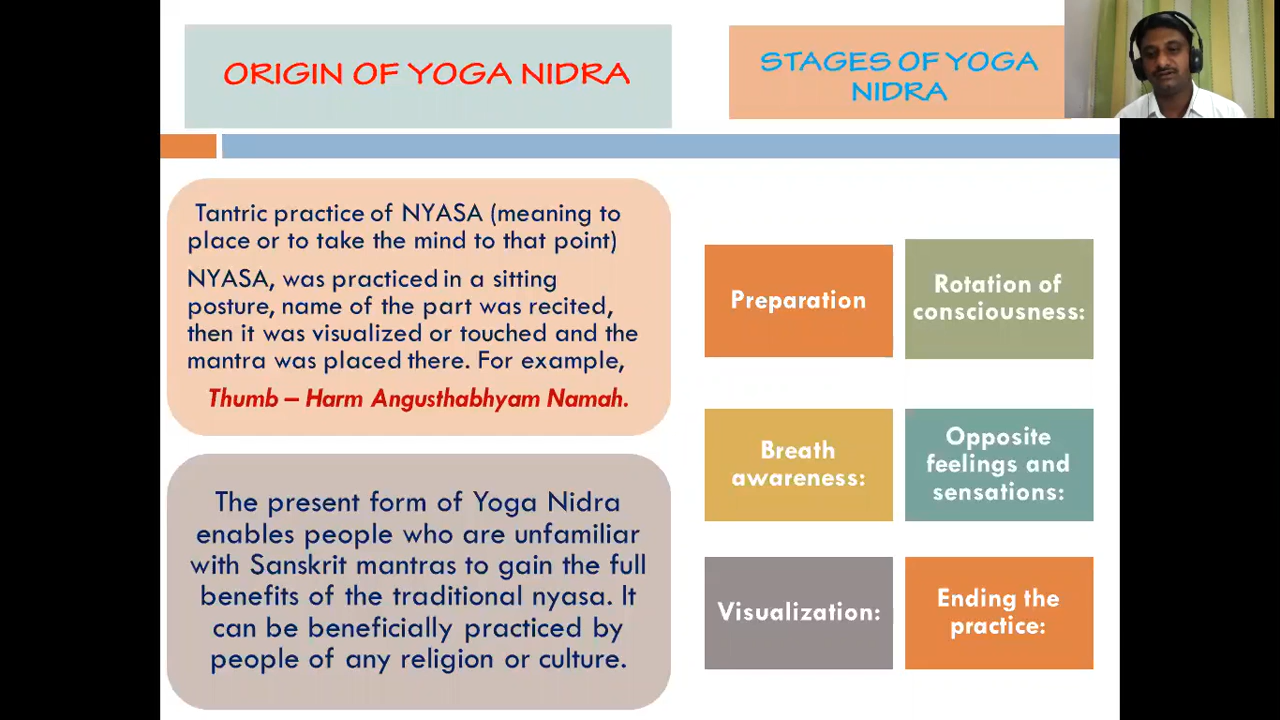 ORIGIN OF YOGA NIDRA
Tantric practice of NYASA (meaning to
place or to take the mind to that point)
NYASA, was practiced in a sitting
posture, name of the part was recited,
then it was visualized or touched and the
mantra was placed there. For example,
Thumb – Harm Angusthabhyam Namah.
The present form of Yoga Nidra
enables people who are unfamiliar
with Sanskrit mantras to gain the full
benefits of the traditional nyasa. It
can be beneficially practiced by
people of any religion or culture.
STAGES OF YOGA
NIDRA
Preparation
Rotation of
consciousness:
Breath
awareness:
Opposite
feelings and
sensations:
Visualization:
Ending the
practice: